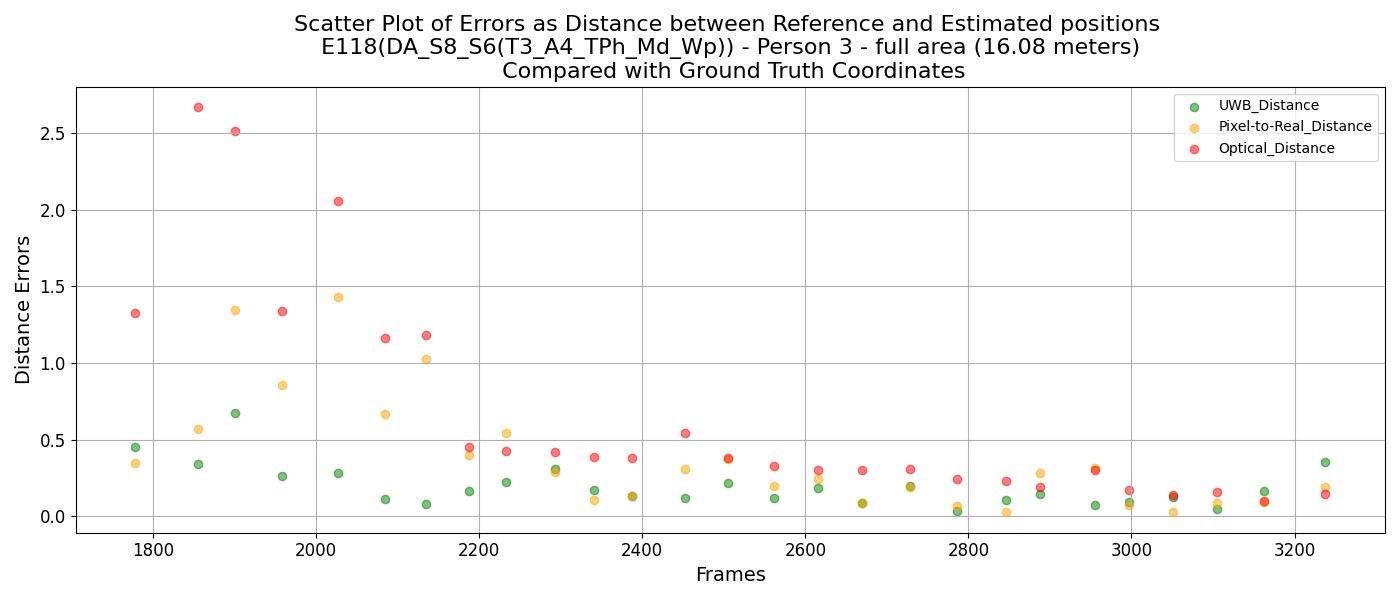 Scatter Plot of Errors as Distance between Reference and Estimated positions
E118(DA_S8_S6(T3_A4_TPh_Md_Wp)) - Person 3 - full area (16.08 meters)
Compared with Ground Truth Coordinates
UWB_Distance
Pixel-to-Real_Distance
Optical_Distance
Distance Errors
2.5
2.0
1.5
1.0
0.5
0.0
1800 2000 2200 2400 2600 2800 3000 3200
Frames